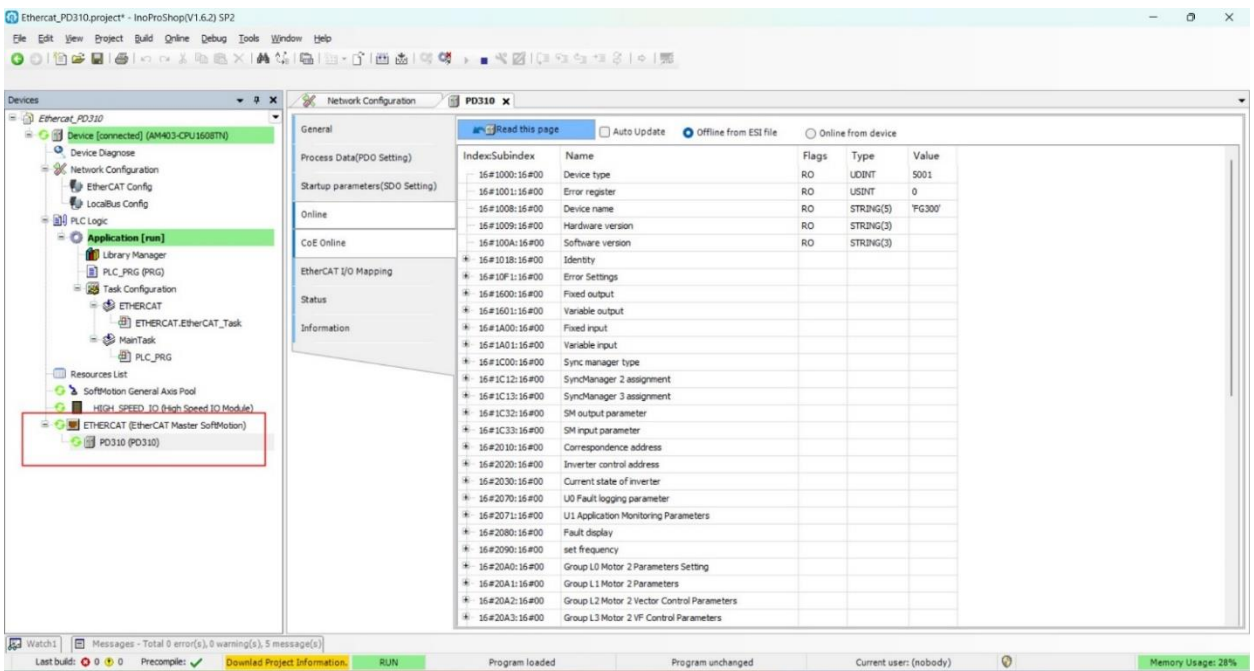 Ethercat_PD310.project* - InoProShop(V1.6.2) SP2
File Edit View Project Build Online Debug Tools Window Help
Devices
Ethercat_PD310
Device [connected] (AM403-CPU1608TN)
Device Diagnose
Network Configuration
EtherCAT Config
LocalBus Config
PLC Logic
Application [run]
Library Manager
PLC_PRG (PRG)
Task Configuration
ETHERCAT
ETHERCAT.EtherCAT_Task
MainTask
PLC_PRG
Resources List
SoftMotion General Axis Pool
HIGH_SPEED_IO (High Speed IO Module)
ETHERCAT (EtherCAT Master SoftMotion)
PD310 (PD310)
Network Configuration PD310
General
Process Data(PDO Setting)
Startup parameters(SDO Setting)
Online
CoE Online
EtherCAT I/O Mapping
Status
Information
Read this page Auto Update Offline from ESI file Online from device
Index:Subindex Name Flags Type Value
16#1000:16#00 Device type RO UDINT 5001
16#1001:16#00 Error register RO USINT 0
16#1008:16#00 Device name RO STRING(5) 'FG300'
16#1009:16#00 Hardware version RO STRING(3)
16#100A:16#00 Software version RO STRING(3)
16#1018:16#00 Identity
16#10F1:16#00 Error Settings
16#1600:16#00 Fixed output
16#1601:16#00 Variable output
16#1A00:16#00 Fixed input
16#1A01:16#00 Variable input
16#1C00:16#00 Sync manager type
16#1C12:16#00 SyncManager 2 assignment
16#1C13:16#00 SyncManager 3 assignment
16#1C32:16#00 SM output parameter
16#1C33:16#00 SM input parameter
16#2010:16#00 Correspondence address
16#2020:16#00 Inverter control address
16#2030:16#00 Current state of inverter
16#2070:16#00 U0 Fault logging parameter
16#2071:16#00 U1 Application Monitoring Parameters
16#2080:16#00 Fault display
16#2090:16#00 set frequency
16#20A0:16#00 Group L0 Motor 2 Parameters Setting
16#20A1:16#00 Group L1 Motor 2 Parameters
16#20A2:16#00 Group L2 Motor 2 Vector Control Parameters
16#20A3:16#00 Group L3 Motor 2 VF Control Parameters
Watch1 Messages - Total 0 error(s), 0 warning(s), 5 message(s)
Last build: 0 0 Precompile: Downlad Project Information. RUN Program loaded Program unchanged Current user: (nobody) Memory Usage: 28%